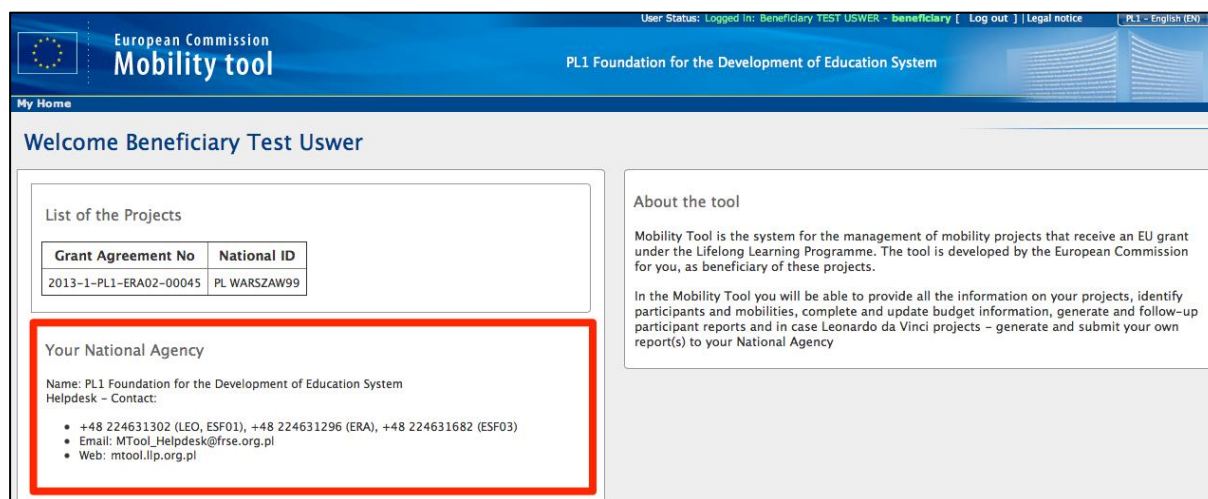 User Status: Logged in: Beneficiary TEST USWER - beneficiary [ Log out ] | Legal notice
PL1 - English (EN)
European Commission
Mobility tool
PL1 Foundation for the Development of Education System
My Home
Welcome Beneficiary Test Uswer
List of the Projects
Grant Agreement No National ID
2013-1-PL1-ERA02-00045 PL WARSZAW99
Your National Agency
Name: PL1 Foundation for the Development of Education System
Helpdesk - Contact:
• +48 224631302 (LEO, ESF01), +48 224631296 (ERA), +48 224631682 (ESF03)
• Email: MTool_Helpdesk@frse.org.pl
• Web: mtool.llp.org.pl
About the tool
Mobility Tool is the system for the management of mobility projects that receive an EU grant
under the Lifelong Learning Programme. The tool is developed by the European Commission
for you, as beneficiary of these projects.
In the Mobility Tool you will be able to provide all the information on your projects, identify
participants and mobilities, complete and update budget information, generate and follow-up
participant reports and in case Leonardo da Vinci projects - generate and submit your own
report(s) to your National Agency